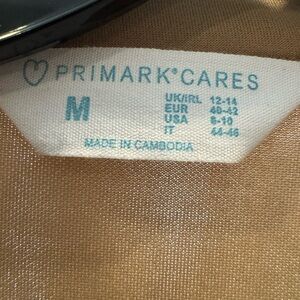 PRIMARK®CARES
M
UK/IRL 12-14
EUR 40-42
USA 8-10
IT 44-46
MADE IN CAMBODIA